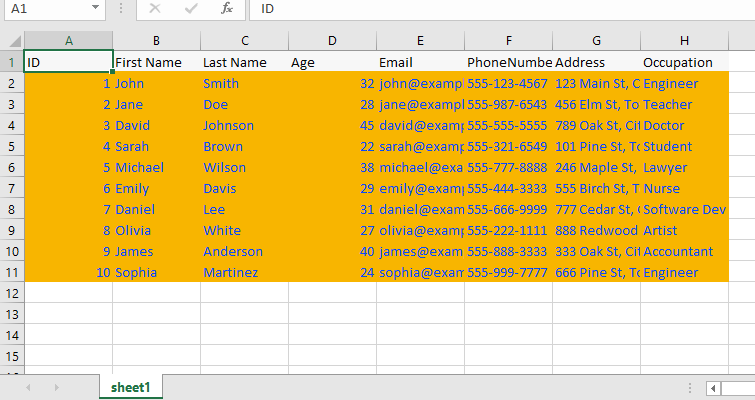 A1 fx ID
A B C D E F G H
1 ID First Name Last Name Age Email PhoneNumbe Address Occupation
2 1 John Smith 32 john@exampl 555-123-4567 123 Main St, C Engineer
3 2 Jane Doe 28 jane@exampl 555-987-6543 456 Elm St, To Teacher
4 3 David Johnson 45 david@examp 555-555-5555 789 Oak St, Cit Doctor
5 4 Sarah Brown 22 sarah@examp 555-321-6549 101 Pine St, To Student
6 5 Michael Wilson 38 michael@exa 555-777-8888 246 Maple St, Lawyer
7 6 Emily Davis 29 emily@examp 555-444-3333 555 Birch St, T Nurse
8 7 Daniel Lee 31 daniel@exam 555-666-9999 777 Cedar St, Software Dev
9 8 Olivia White 27 olivia@examp 555-222-1111 888 Redwood Artist
10 9 James Anderson 40 james@exam 555-888-3333 333 Oak St, Cit Accountant
11 10 Sophia Martinez 24 sophia@exam 555-999-7777 666 Pine St, To Engineer
12
13
14
15
sheet1